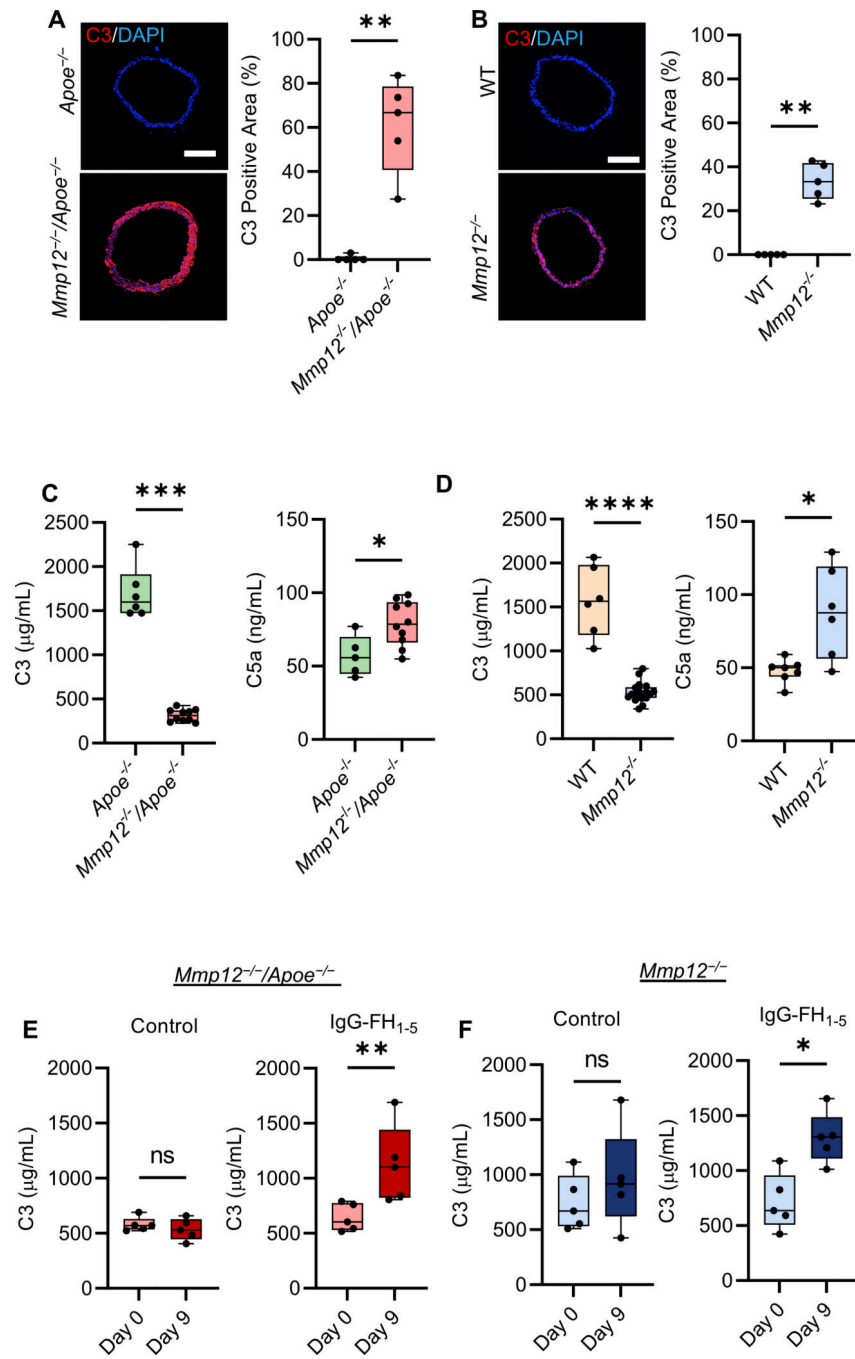 A
C3/DAPI
Apoe⁻/⁻
Mmp12⁻/⁻/Apoe⁻/⁻
C3 Positive Area (%)
100
80
60
40
20
0
**
Apoe⁻/⁻
Mmp12⁻/⁻/Apoe⁻/⁻
B
C3/DAPI
WT
Mmp12⁻/⁻
C3 Positive Area (%)
100
80
60
40
20
0
**
WT
Mmp12⁻/⁻
C
C3 (μg/mL)
2500
2000
1500
1000
500
0
***
Apoe⁻/⁻
Mmp12⁻/⁻/Apoe⁻/⁻
C5a (ng/mL)
150
100
50
0
*
Apoe⁻/⁻
Mmp12⁻/⁻/Apoe⁻/⁻
D
C3 (μg/mL)
2500
2000
1500
1000
500
0
****
WT
Mmp12⁻/⁻
C5a (ng/mL)
150
100
50
0
*
WT
Mmp12⁻/⁻
Mmp12⁻/⁻/Apoe⁻/⁻
E
Control
C3 (μg/mL)
2000
1500
1000
500
0
ns
Day 0
Day 9
IgG-FH₁₋₅
C3 (μg/mL)
2000
1500
1000
500
0
**
Day 0
Day 9
Mmp12⁻/⁻
F
Control
C3 (μg/mL)
2000
1500
1000
500
0
ns
Day 0
Day 9
IgG-FH₁₋₅
C3 (μg/mL)
2000
1500
1000
500
0
*
Day 0
Day 9